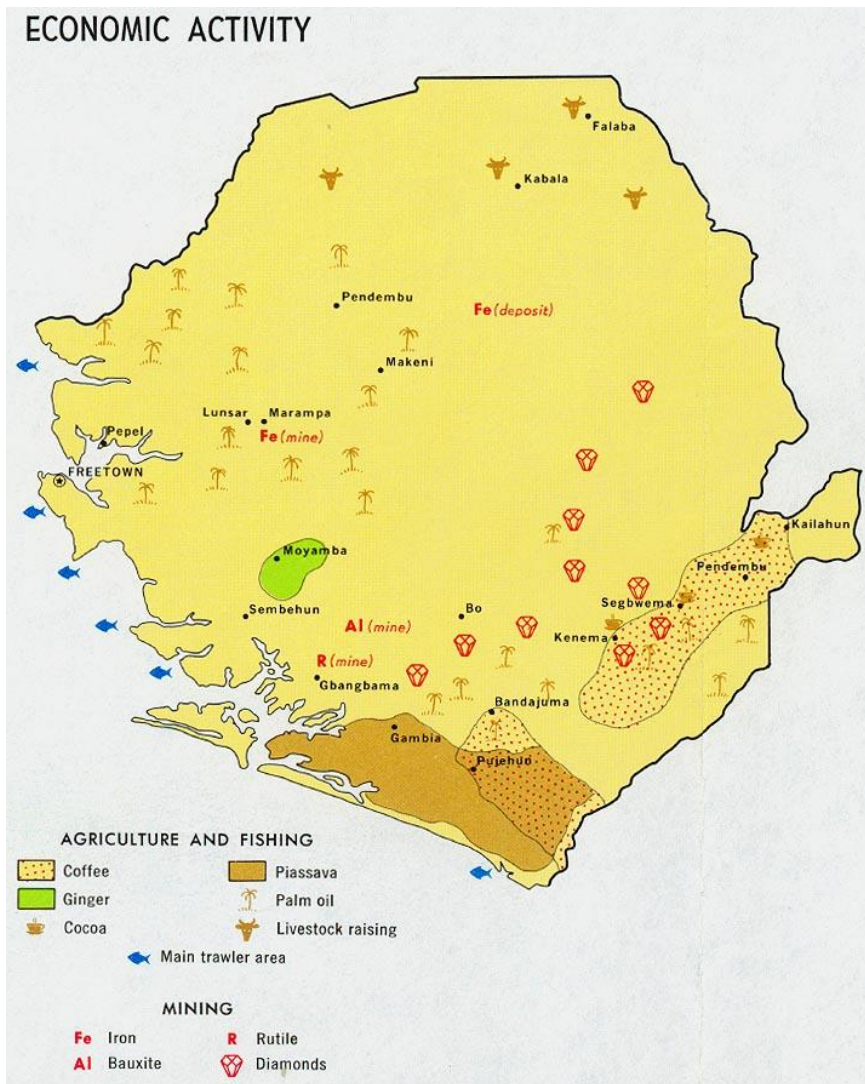 ECONOMIC ACTIVITY
Falaba
Kabala
Pendembu
Fe (deposit)
Makeni
Lunsar
Marampa
Fe (mine)
Pepel
FREETOWN
Kailahun
Moyamba
Pendembu
Segbwema
Sembehun
Bo
Al (mine)
Kenema
R (mine)
Gbangbama
Bandajuma
Gambia
Pujehun
AGRICULTURE AND FISHING
Coffee
Piassava
Ginger
Palm oil
Cocoa
Livestock raising
Main trawler area
MINING
Fe Iron
R Rutile
Al Bauxite
Diamonds